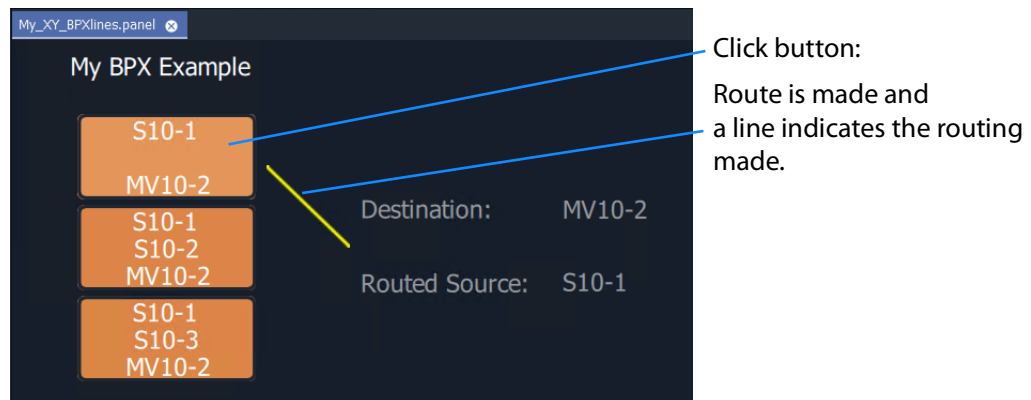 My_XY_BPXlines.panel
My BPX Example
S10-1
MV10-2
S10-1
S10-2
MV10-2
S10-1
S10-3
MV10-2
Destination: MV10-2
Routed Source: S10-1
Click button:
Route is made and
a line indicates the routing
made.